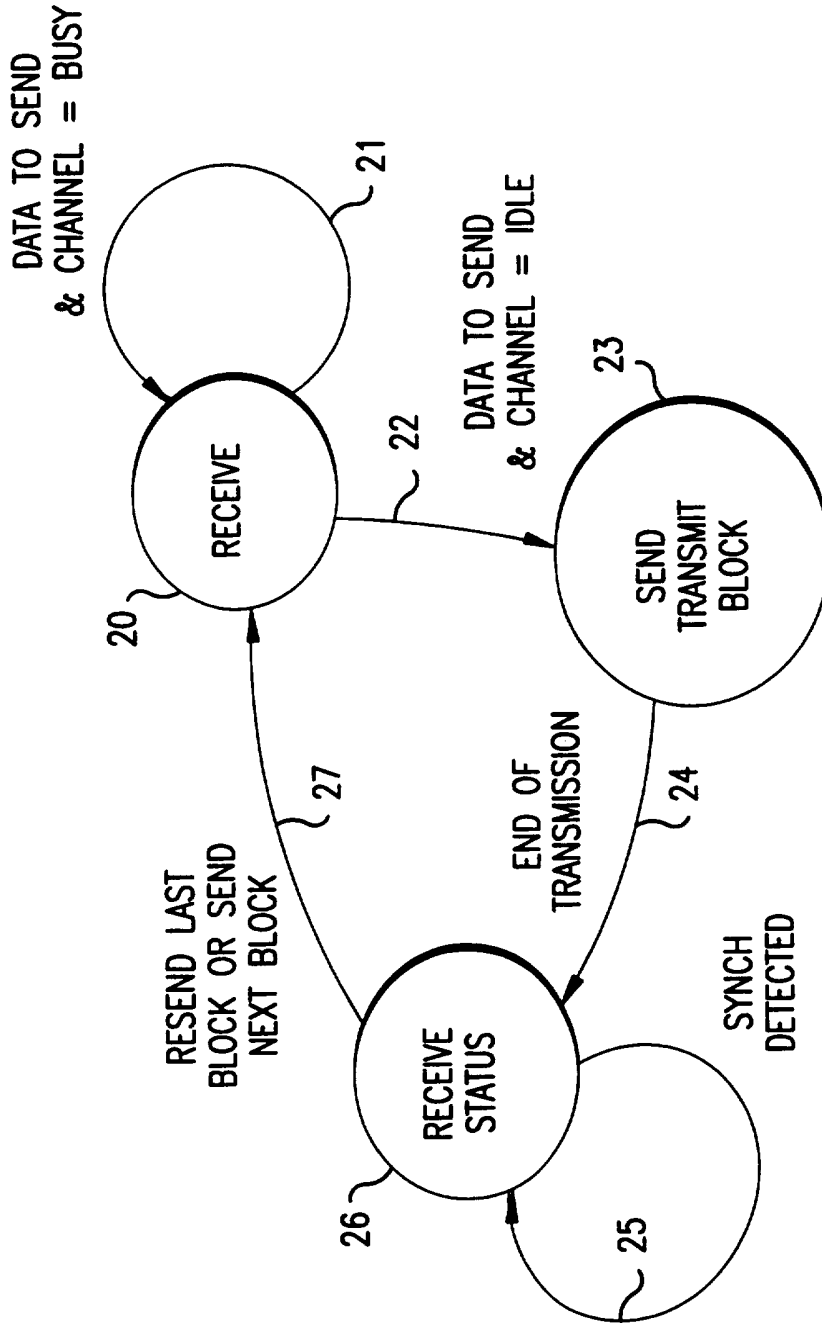 DATA TO SEND
& CHANNEL = BUSY
21
20
RECEIVE
RESEND LAST
BLOCK OR SEND
NEXT BLOCK
27
22
DATA TO SEND
& CHANNEL = IDLE
26
RECEIVE
STATUS
END OF
TRANSMISSION
24
23
SEND
TRANSMIT
BLOCK
25
SYNCH
DETECTED